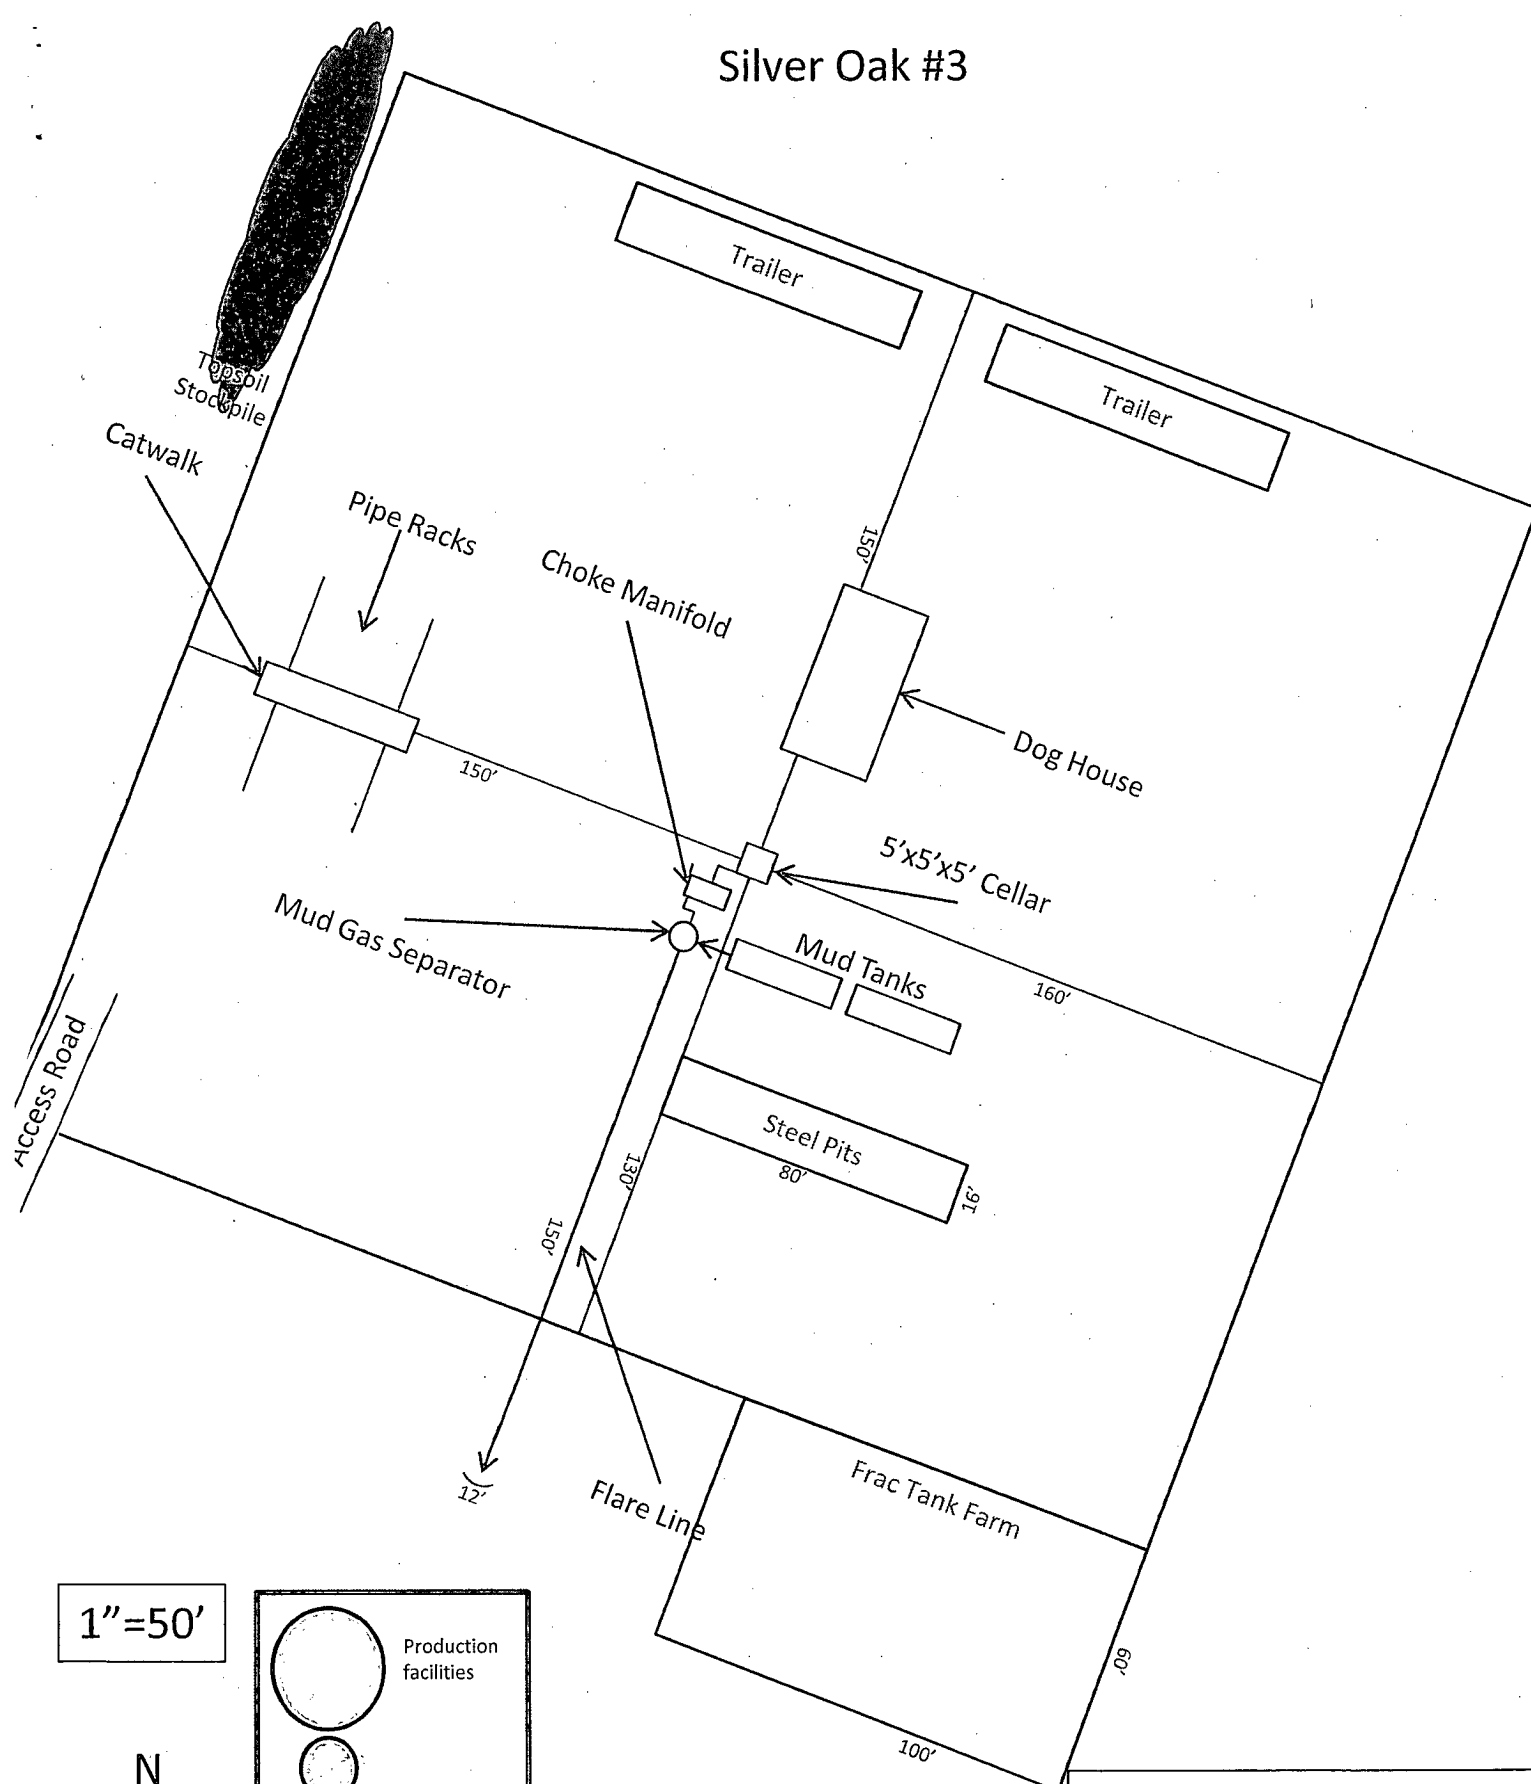 Silver Oak #3
Trailer
Trailer
Topsoil
Stockpile
Catwalk
Pipe Racks
Choke Manifold
150'
Dog House
150'
5'x5'x5' Cellar
Mud Gas Separator
Mud Tanks
160'
Access Road
Steel Pits
80'
16'
130'
150'
12'
Flare Line
Frac Tank Farm
1"=50'
Production
facilities
60'
100'
N